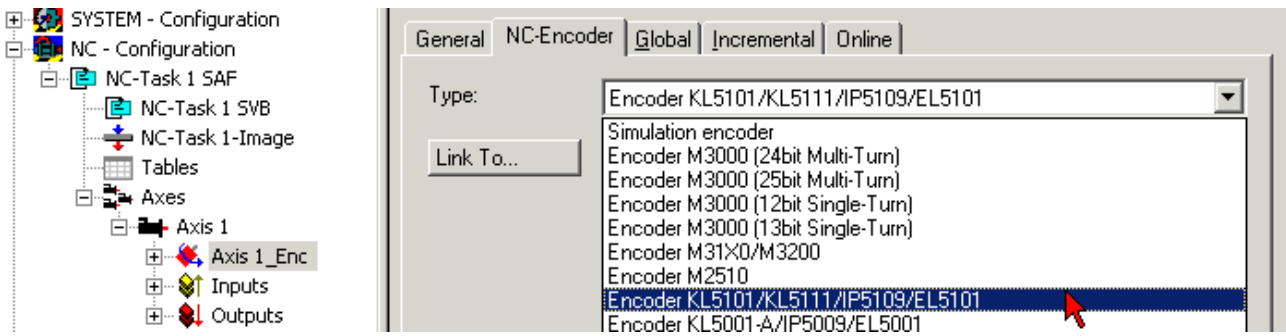 SYSTEM - Configuration
NC - Configuration
NC-Task 1 SAF
NC-Task 1 SVB
NC-Task 1-Image
Tables
Axes
Axis 1
Axis 1_Enc
Inputs
Outputs
General NC-Encoder Global Incremental Online
Type: Encoder KL5101/KL5111/IP5109/EL5101
Link To...
Simulation encoder
Encoder M3000 (24bit Multi-Turn)
Encoder M3000 (25bit Multi-Turn)
Encoder M3000 (12bit Single-Turn)
Encoder M3000 (13bit Single-Turn)
Encoder M31X0/M3200
Encoder M2510
Encoder KL5101/KL5111/IP5109/EL5101
Encoder KL5001-A/IP5009/EL5001